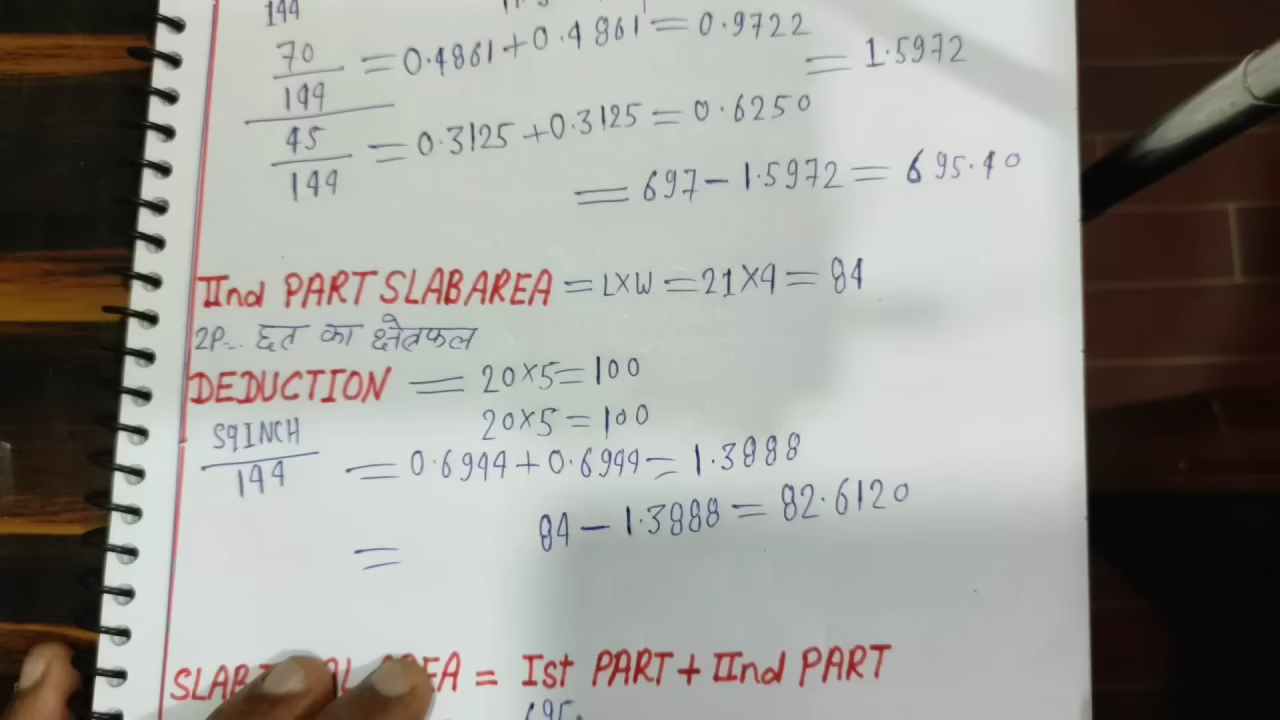 144
70/144 = 0.4861 + 0.4861 = 0.9722
= 1.5972
45/144 = 0.3125 + 0.3125 = 0.6250
= 697 - 1.5972 = 695.40
IInd PART SLAB AREA = L×W = 21×4 = 84
2P.. छत का क्षेतफल
DEDUCTION = 20×5 = 100
20×5 = 100
SqINCH/144 = 0.6944 + 0.6944 = 1.3888
= 84 - 1.3888 = 82.6120
SLAB = Ist PART + IInd PART
695.